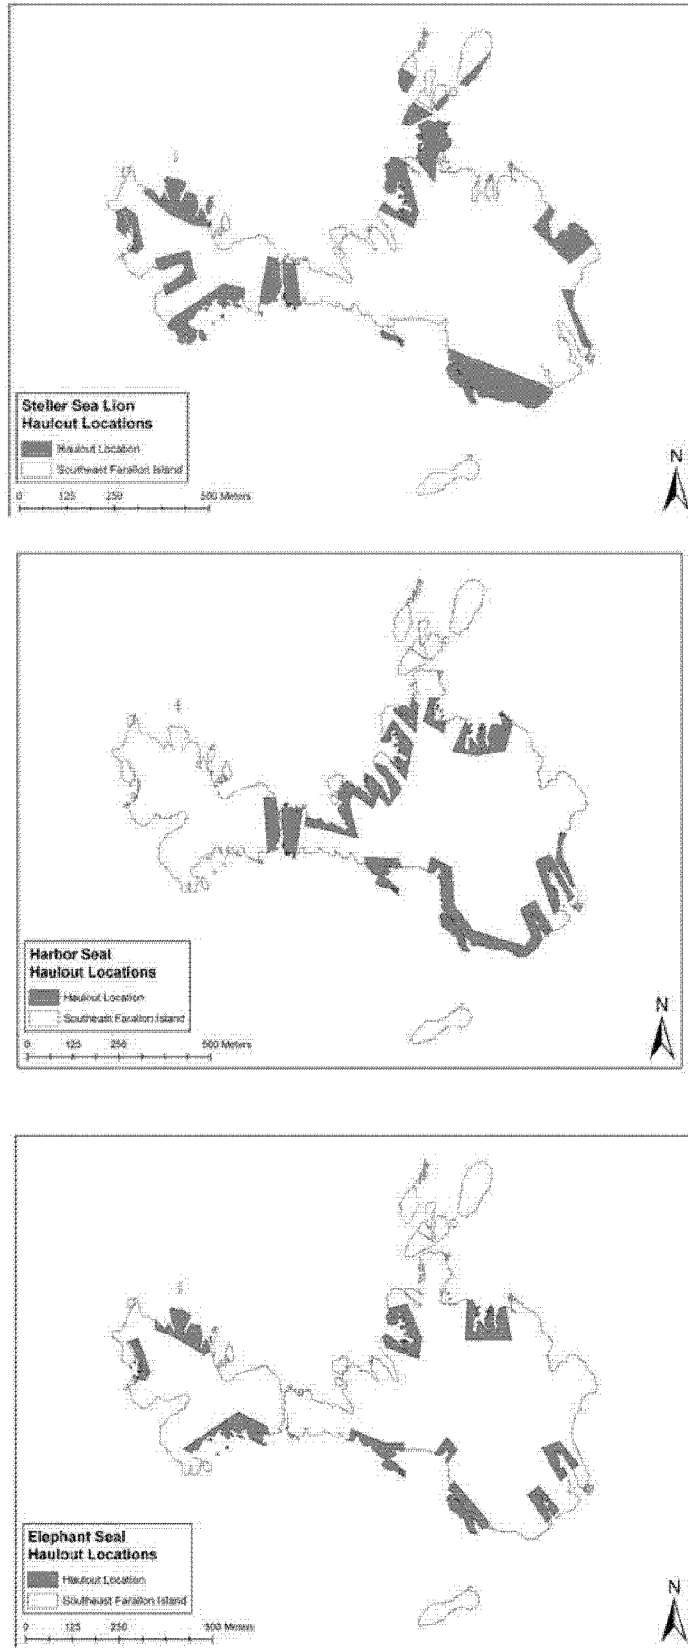 N
Steller Sea Lion
Haulout Locations
Haulout Location
Southeast Farallon Island
0 125 250 500 Meters
N
Harbor Seal
Haulout Locations
Haulout Location
Southeast Farallon Island
0 125 250 500 Meters
N
Elephant Seal
Haulout Locations
Haulout Location
Southeast Farallon Island
0 125 250 500 Meters